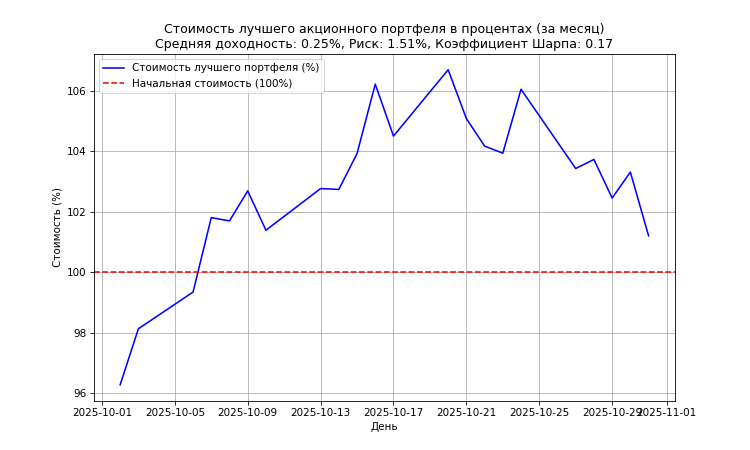 Стоимость лучшего акционного портфеля в процентах (за месяц)
Средняя доходность: 0.25%, Риск: 1.51%, Коэффициент Шарпа: 0.17
Стоимость лучшего портфеля (%)
Начальная стоимость (100%)
Стоимость (%)
106
104
102
100
98
96
2025-10-01 2025-10-05 2025-10-09 2025-10-13 2025-10-17 2025-10-21 2025-10-25 2025-10-29 2025-11-01
День